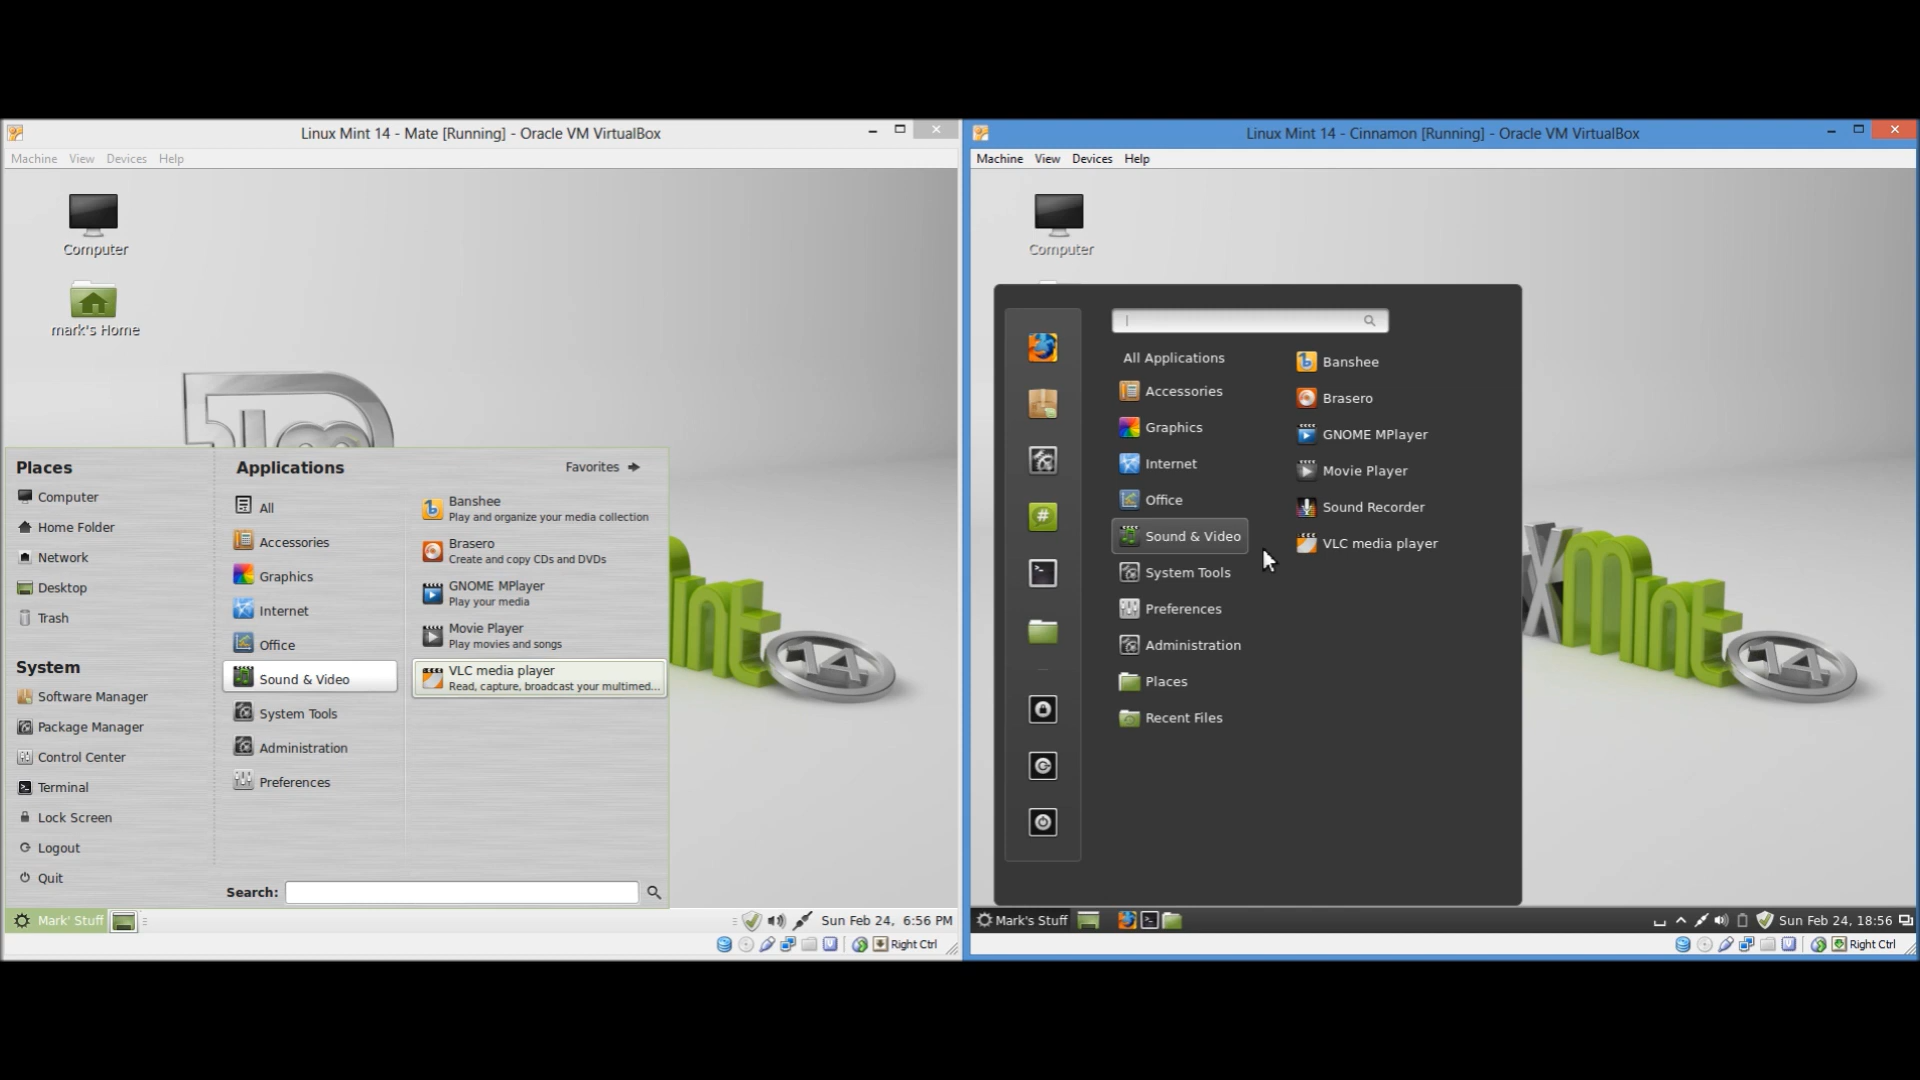 Linux Mint 14 - Mate [Running] - Oracle VM VirtualBox
Machine View Devices Help
Computer
mark's Home
Places
Computer
Home Folder
Network
Desktop
Trash
System
Software Manager
Package Manager
Control Center
Terminal
Lock Screen
Logout
Quit
Applications
Favorites
All
Accessories
Graphics
Internet
Office
Sound & Video
System Tools
Administration
Preferences
Banshee
Play and organize your media collection
Brasero
Create and copy CDs and DVDs
GNOME MPlayer
Play your media
Movie Player
Play movies and songs
VLC media player
Read, capture, broadcast your multimed...
Search:
mint
14
Mark' Stuff
Sun Feb 24, 6:56 PM
Right Ctrl
Linux Mint 14 - Cinnamon [Running] - Oracle VM VirtualBox
Machine View Devices Help
Computer
All Applications
Accessories
Graphics
Internet
Office
Sound & Video
System Tools
Preferences
Administration
Places
Recent Files
Banshee
Brasero
GNOME MPlayer
Movie Player
Sound Recorder
VLC media player
XMint
14
Mark's Stuff
Sun Feb 24, 18:56
Right Ctrl